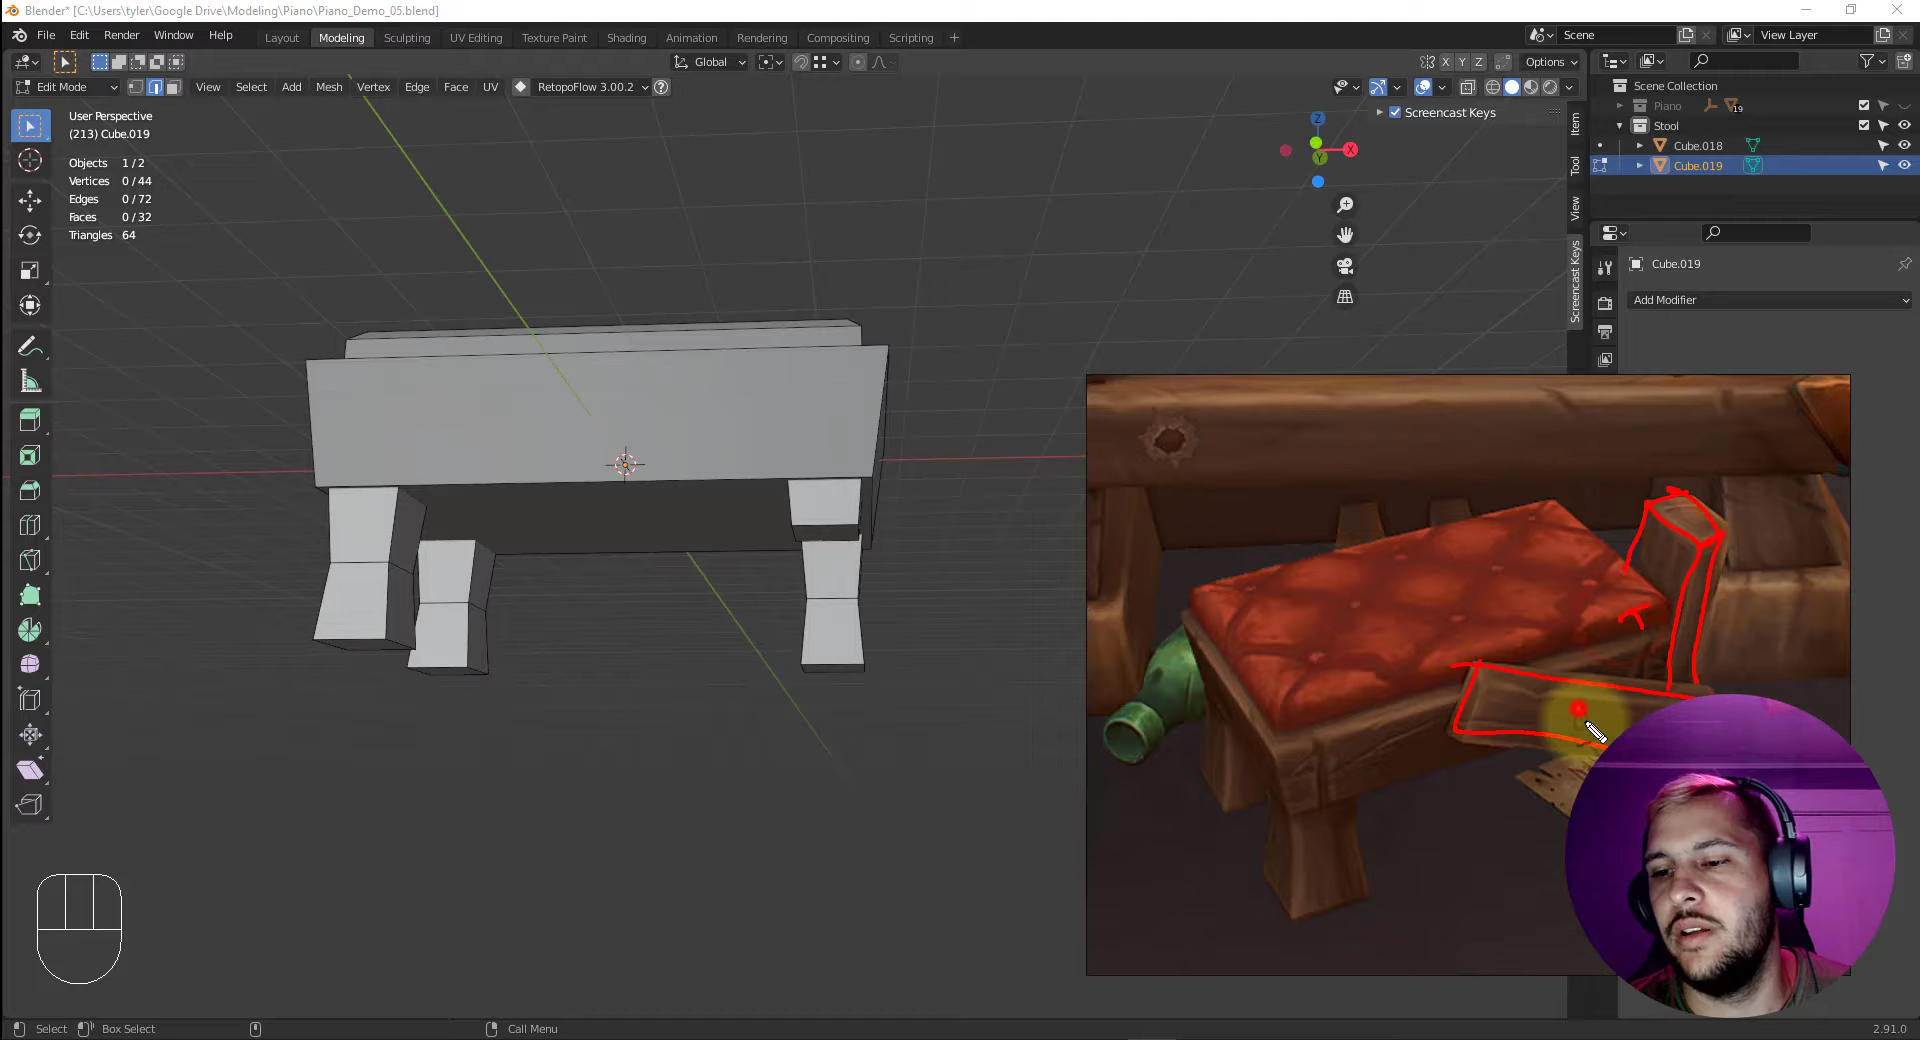 Blender* [C:\Users\tyler\Google Drive\Modeling\Piano\Piano_Demo_05.blend]
File Edit Render Window Help Layout Modeling Sculpting UV Editing Texture Paint Shading Animation Rendering Compositing Scripting + Scene View Layer
Global X Y Z Options
Edit Mode View Select Add Mesh Vertex Edge Face UV RetopoFlow 3.00.2 ?
User Perspective
(213) Cube.019
Objects 1 / 2
Vertices 0 / 44
Edges 0 / 72
Faces 0 / 32
Triangles 64
Screencast Keys
Z
X
Y
Item
Tool
View
Screencast Keys
Scene Collection
Piano 19
Stool
Cube.018
Cube.019
Cube.019
Add Modifier
Select Box Select Call Menu 2.91.0